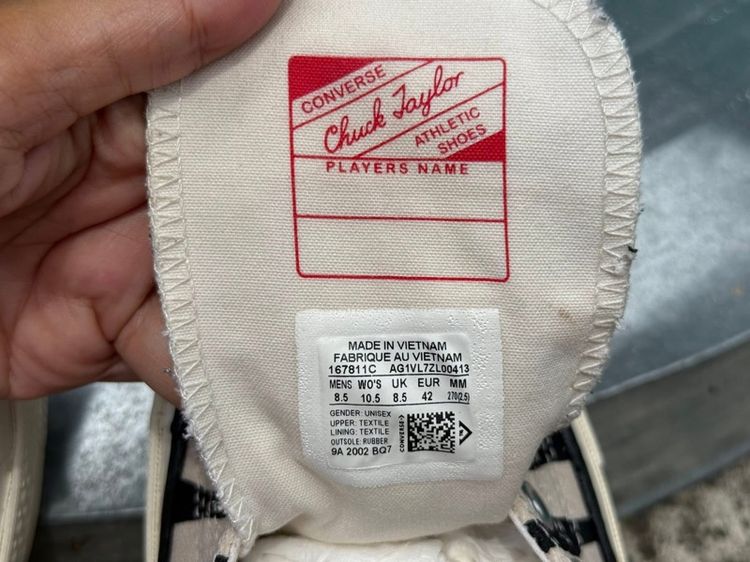 CONVERSE
Chuck Taylor
ATHLETIC
SHOES
PLAYERS NAME
MADE IN VIETNAM
FABRIQUE AU VIETNAM
167811C AG1VL7ZL00413
MENS WO'S UK EUR MM
8.5 10.5 8.5 42 270(2.5)
GENDER: UNISEX
UPPER: TEXTILE
LINING: TEXTILE
OUTSOLE: RUBBER
9A 2002 BQ7
CONVERSE